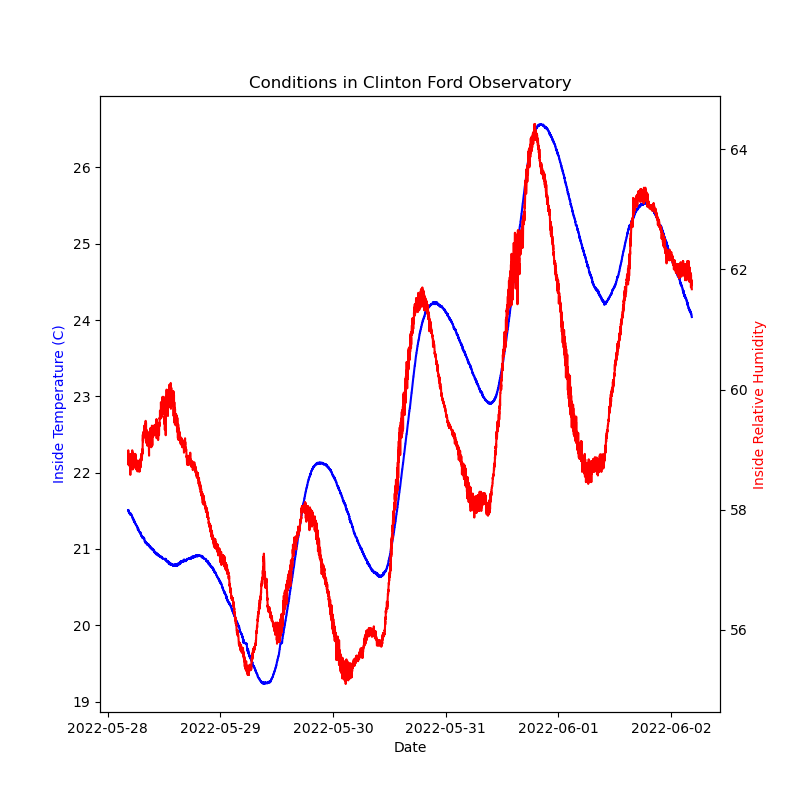 Conditions in Clinton Ford Observatory
Inside Temperature (C)
26
25
24
23
22
21
20
19
64
62
60
58
56
Inside Relative Humidity
2022-05-28 2022-05-29 2022-05-30 2022-05-31 2022-06-01 2022-06-02
Date